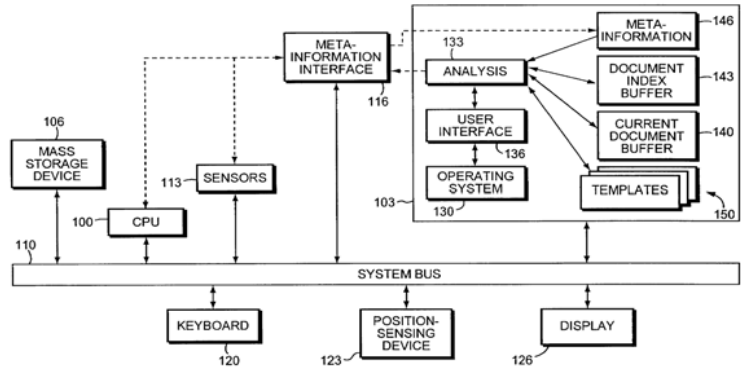 META-
INFORMATION
INTERFACE
116
133
ANALYSIS
META-
INFORMATION
146
DOCUMENT
INDEX
BUFFER
143
USER
INTERFACE
136
CURRENT
DOCUMENT
BUFFER
140
106
MASS
STORAGE
DEVICE
113
SENSORS
OPERATING
SYSTEM
130
103
TEMPLATES
150
100
CPU
110
SYSTEM BUS
KEYBOARD
120
POSITION-
SENSING
DEVICE
123
DISPLAY
126